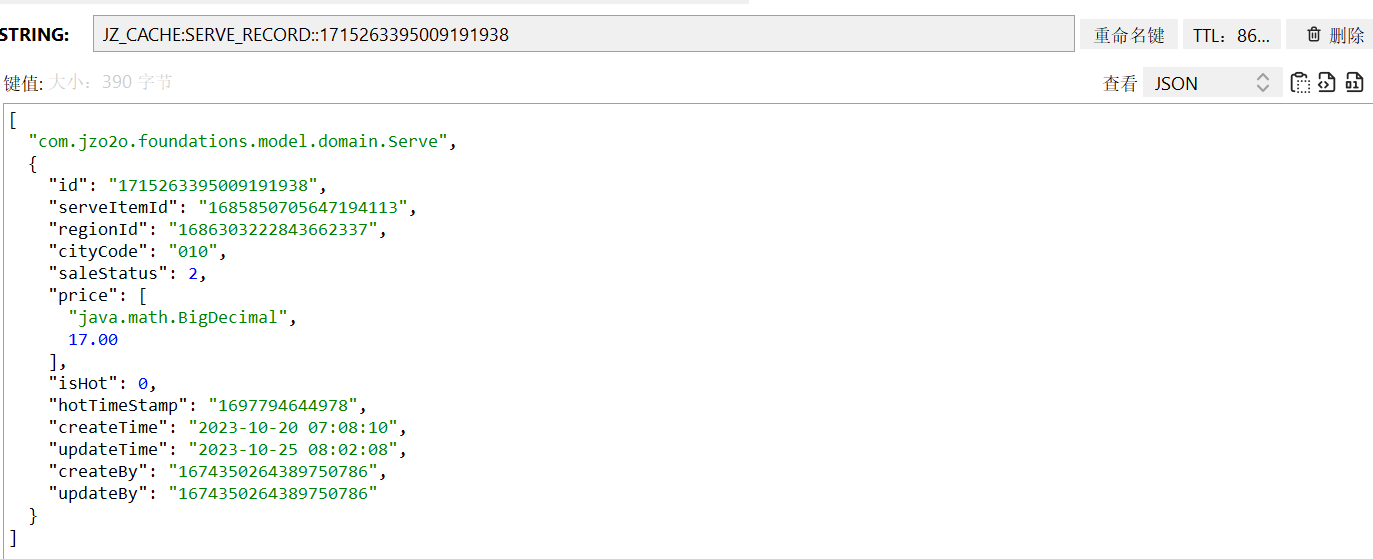 STRING: JZ_CACHE:SERVE_RECORD::1715263395009191938 重命名键 TTL: 86... 删除
键值: 大小: 390 字节 查看 JSON
[
"com.jzo2o.foundations.model.domain.Serve",
{
"id": "1715263395009191938",
"serveItemId": "1685850705647194113",
"regionId": "1686303222843662337",
"cityCode": "010",
"saleStatus": 2,
"price": [
"java.math.BigDecimal",
17.00
],
"isHot": 0,
"hotTimeStamp": "1697794644978",
"createTime": "2023-10-20 07:08:10",
"updateTime": "2023-10-25 08:02:08",
"createBy": "1674350264389750786",
"updateBy": "1674350264389750786"
}
]